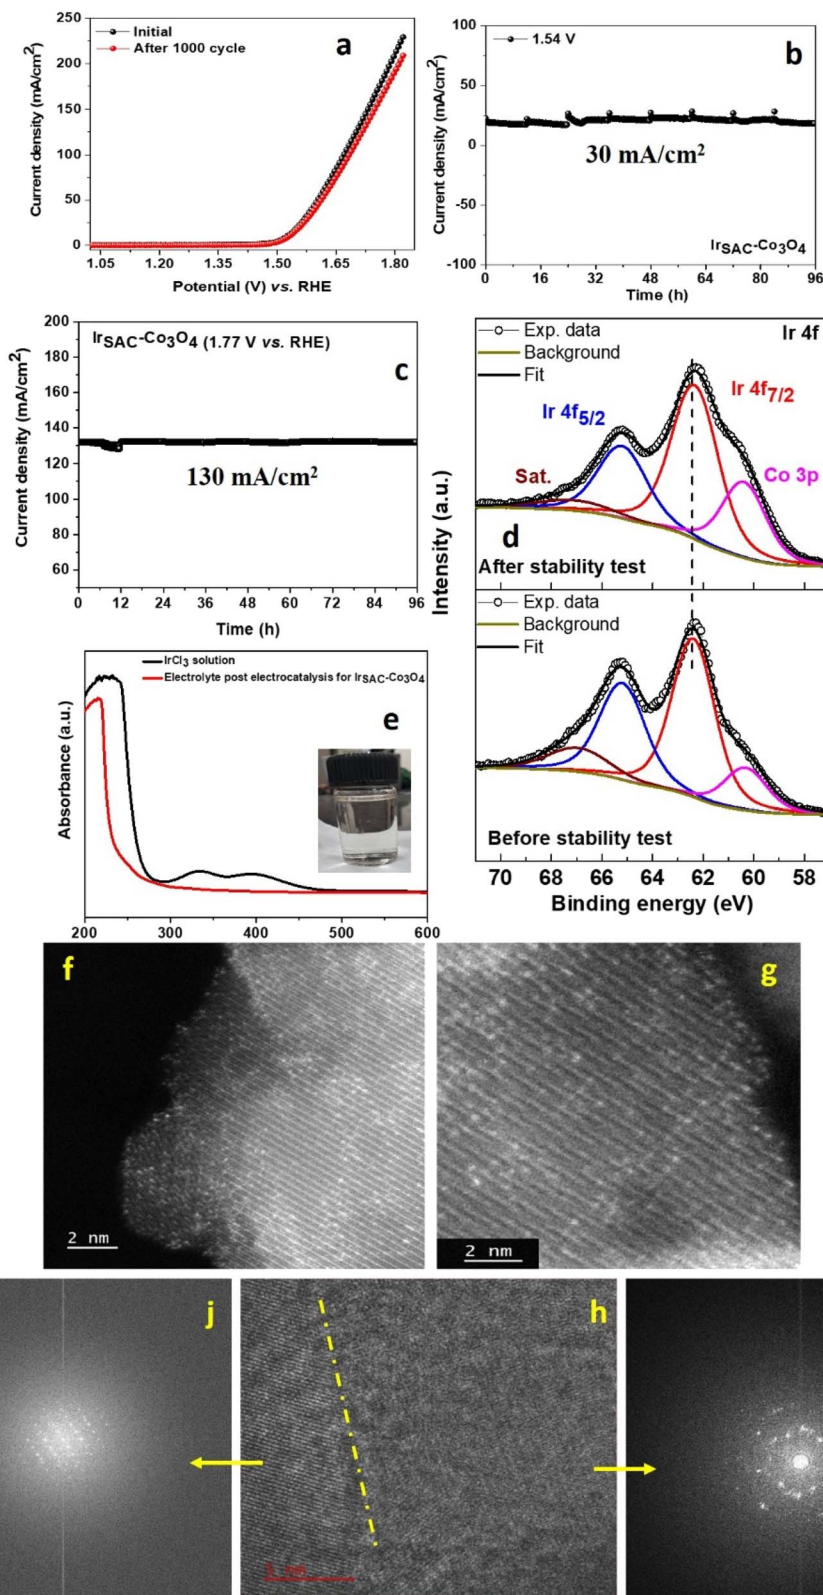 a
Initial
After 1000 cycle
Current density (mA/cm²)
250
200
150
100
50
0
1.05 1.20 1.35 1.50 1.65 1.80
Potential (V) vs. RHE
b
1.54 V
Current density (mA/cm²)
100
50
0
-50
-100
30 mA/cm²
IrSAC-Co₃O₄
0 12 24 36 48 60 72 84 96
Time (h)
c
IrSAC-Co₃O₄ (1.77 V vs. RHE)
Current density (mA/cm²)
200
180
160
140
120
100
80
60
130 mA/cm²
0 12 24 36 48 60 72 84 96
Time (h)
d
Exp. data
Background
Fit
Ir 4f
Ir 4f₅/₂
Ir 4f₇/₂
Sat.
Co 3p
After stability test
Intensity (a.u.)
Exp. data
Background
Fit
Before stability test
70 68 66 64 62 60 58
Binding energy (eV)
e
IrCl₃ solution
Electrolyte post electrocatalysis for IrSAC-Co₃O₄
Absorbance (a.u.)
200 300 400 500 600
f
2 nm
g
2 nm
j
h